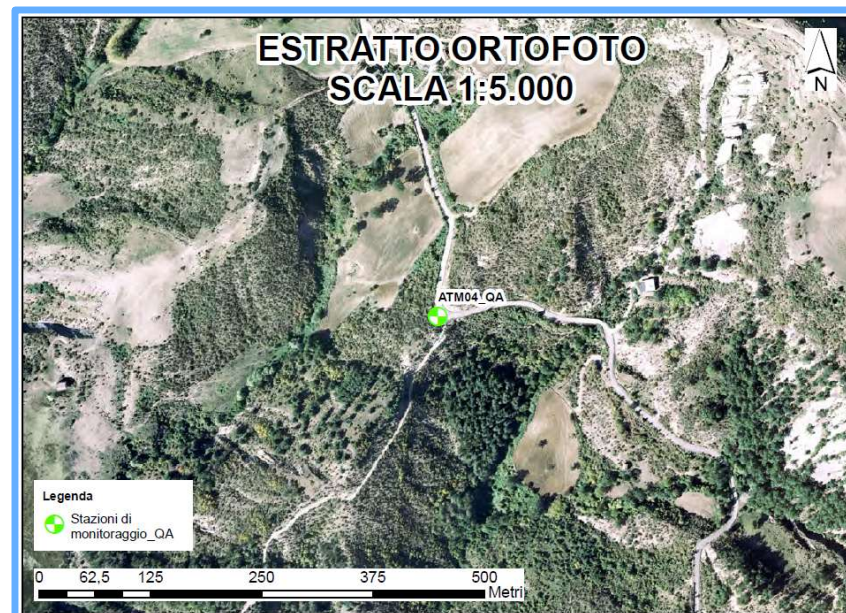 ESTRATTO ORTOFOTO
SCALA 1:5.000
N
ATM04_QA
Legenda
Stazioni di
monitoraggio_QA
0 62,5 125 250 375 500
Metri